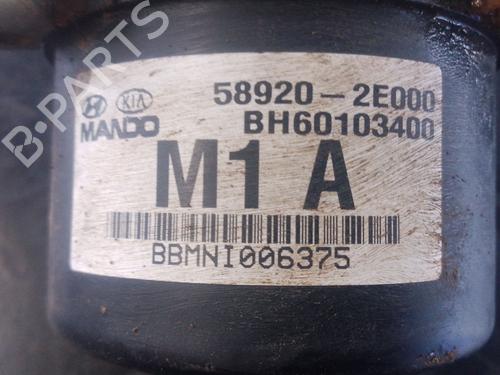 B-PARTS
KIA
MANDO
58920-2E000
BH60103400
M1 A
BBMNI006375